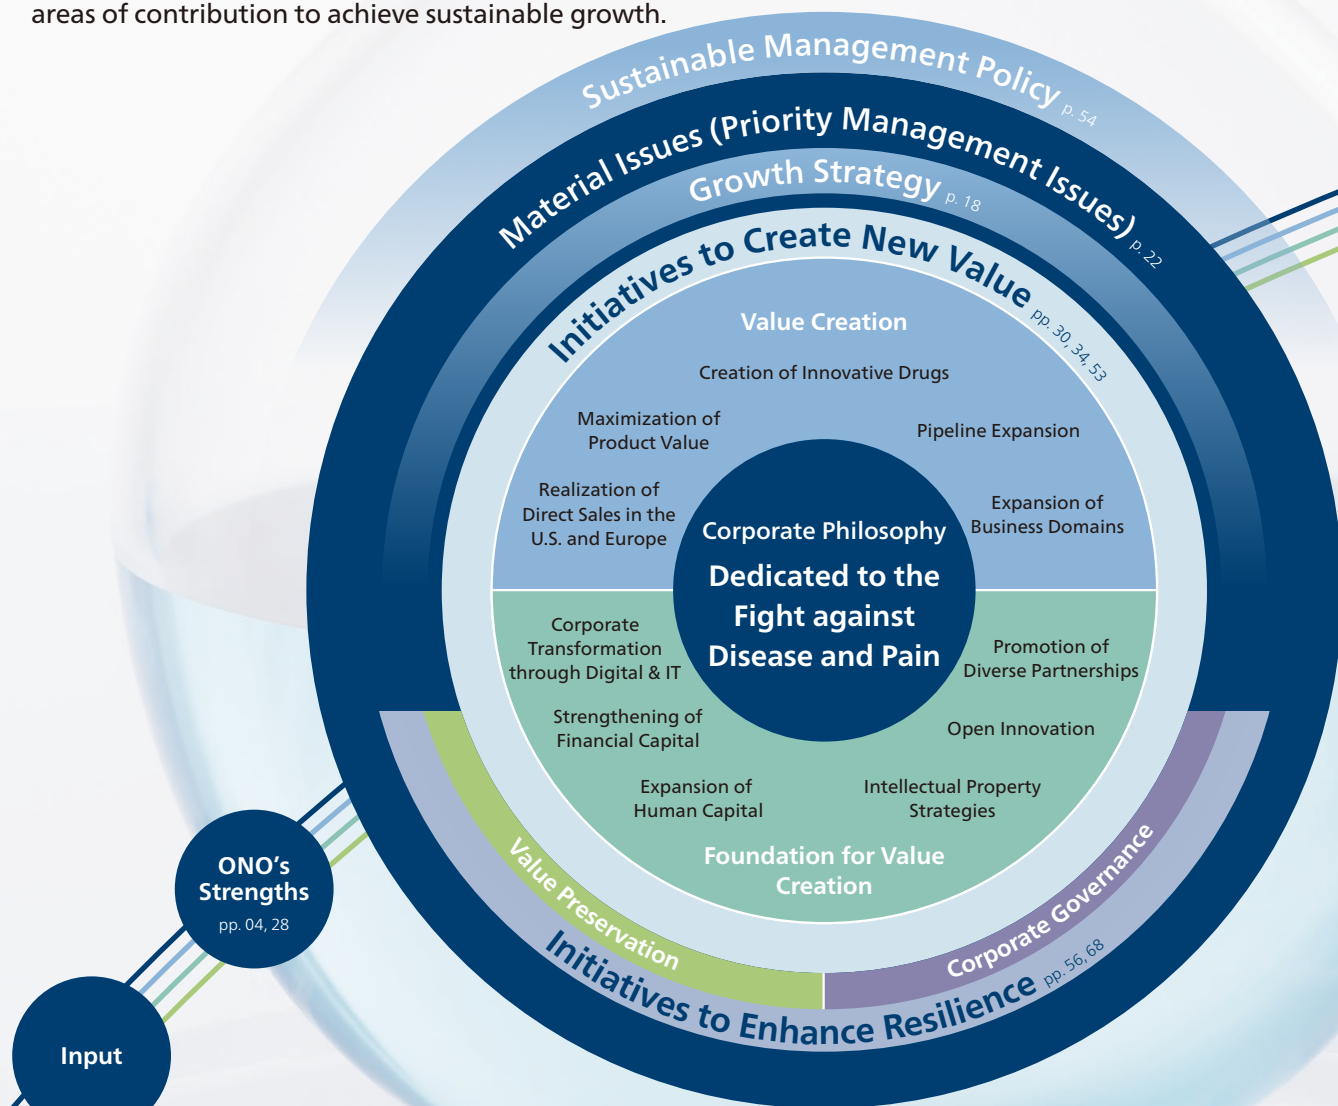 areas of contribution to achieve sustainable growth.
Sustainable Management Policy p. 54
Material Issues (Priority Management Issues) p. 22
Growth Strategy p. 18
Initiatives to Create New Value pp. 30, 34, 53
Value Creation
Creation of Innovative Drugs
Maximization of
Product Value
Pipeline Expansion
Realization of
Direct Sales in the
U.S. and Europe
Expansion of
Business Domains
Corporate Philosophy
Dedicated to the
Fight against
Disease and Pain
Corporate
Transformation
through Digital & IT
Promotion of
Diverse Partnerships
Strengthening of
Financial Capital
Open Innovation
Expansion of
Human Capital
Intellectual Property
Strategies
Foundation for Value
Creation
Value Preservation
Corporate Governance
Initiatives to Enhance Resilience pp. 56, 68
ONO's
Strengths
pp. 04, 28
Input